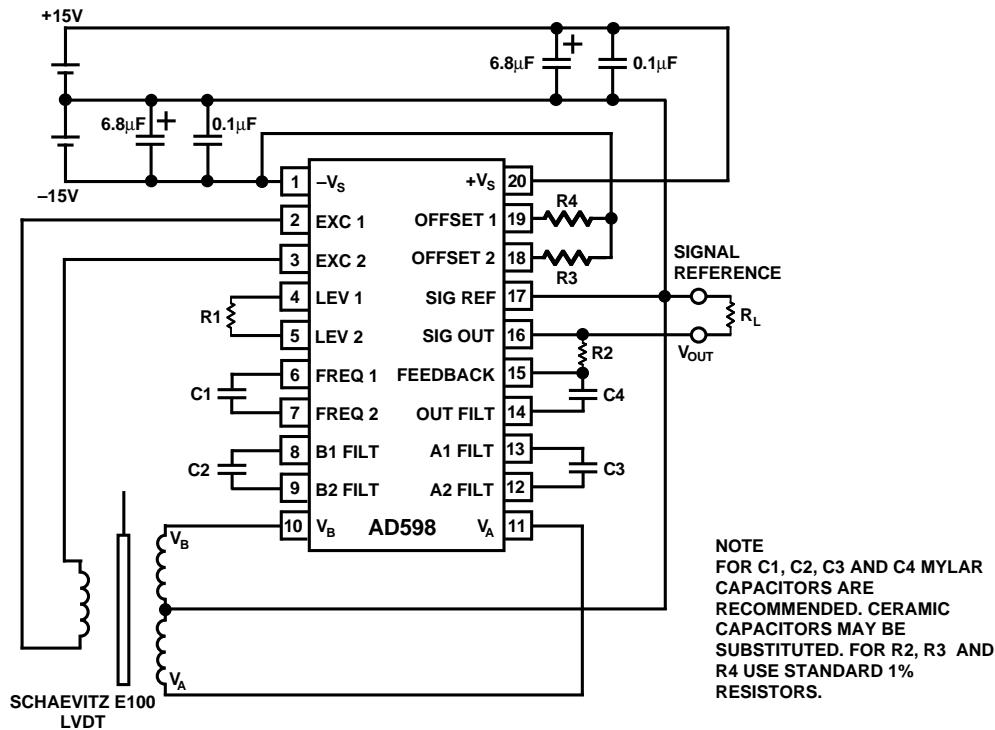 +15V
6.8μF
+
0.1μF
6.8μF
+
0.1μF
–15V
1
–VS
+VS
20
R4
2
EXC 1
OFFSET 1
19
3
EXC 2
OFFSET 2
18
R3
SIGNAL
REFERENCE
4
LEV 1
SIG REF
17
R1
RL
5
LEV 2
SIG OUT
16
R2
VOUT
6
FREQ 1
FEEDBACK
15
C1
C4
7
FREQ 2
OUT FILT
14
8
B1 FILT
A1 FILT
13
C2
C3
9
B2 FILT
A2 FILT
12
10
VB
AD598
VA
11
VB
VA
SCHAEVITZ E100
LVDT
NOTE
FOR C1, C2, C3 AND C4 MYLAR
CAPACITORS ARE
RECOMMENDED. CERAMIC
CAPACITORS MAY BE
SUBSTITUTED. FOR R2, R3 AND
R4 USE STANDARD 1%
RESISTORS.